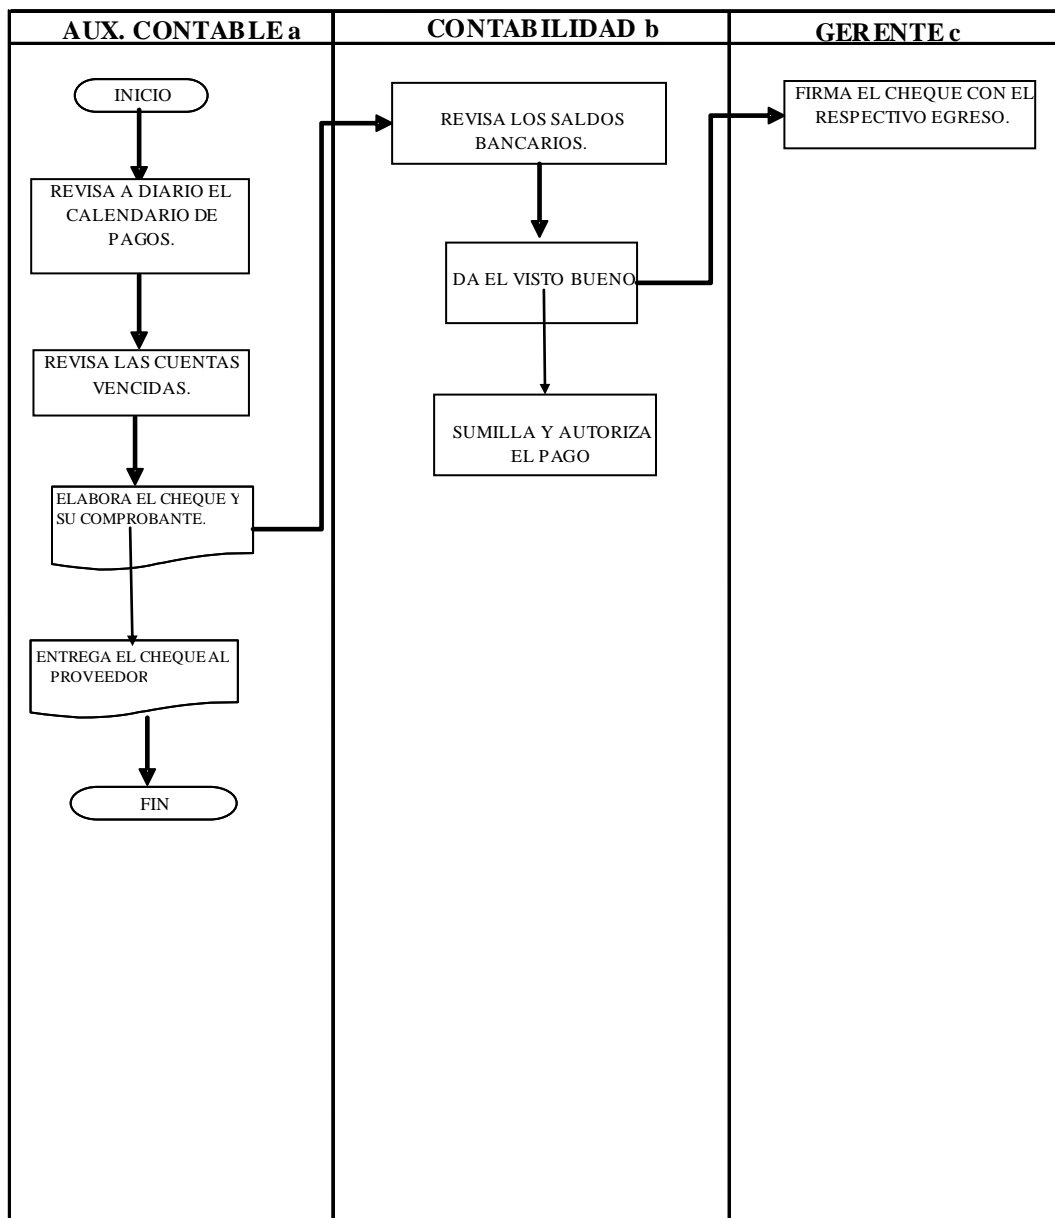 AUX. CONTABLE a
CONTABILIDAD b
GERENTE c
INICIO
REVISA A DIARIO EL
CALENDARIO DE
PAGOS.
REVISA LAS CUENTAS
VENCIDAS.
ELABORA EL CHEQUE Y
SU COMPROBANTE.
ENTREGA EL CHEQUE AL
PROVEEDOR
FIN
REVISA LOS SALDOS
BANCARIOS.
DA EL VISTO BUENO
SUMILLA Y AUTORIZA
EL PAGO
FIRMA EL CHEQUE CON EL
RESPECTIVO EGRESO.